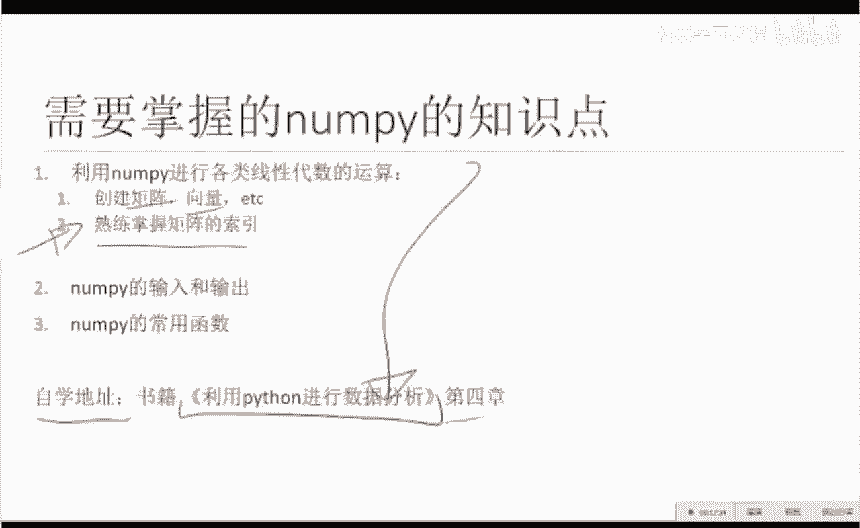 需要掌握的numpy的知识点
1. 利用numpy进行各类线性代数的运算：
1. 创建矩阵，向量，etc
2. 熟练掌握矩阵的索引
2. numpy的输入和输出
3. numpy的常用函数
自学地址：书籍《利用python进行数据分析》第四章